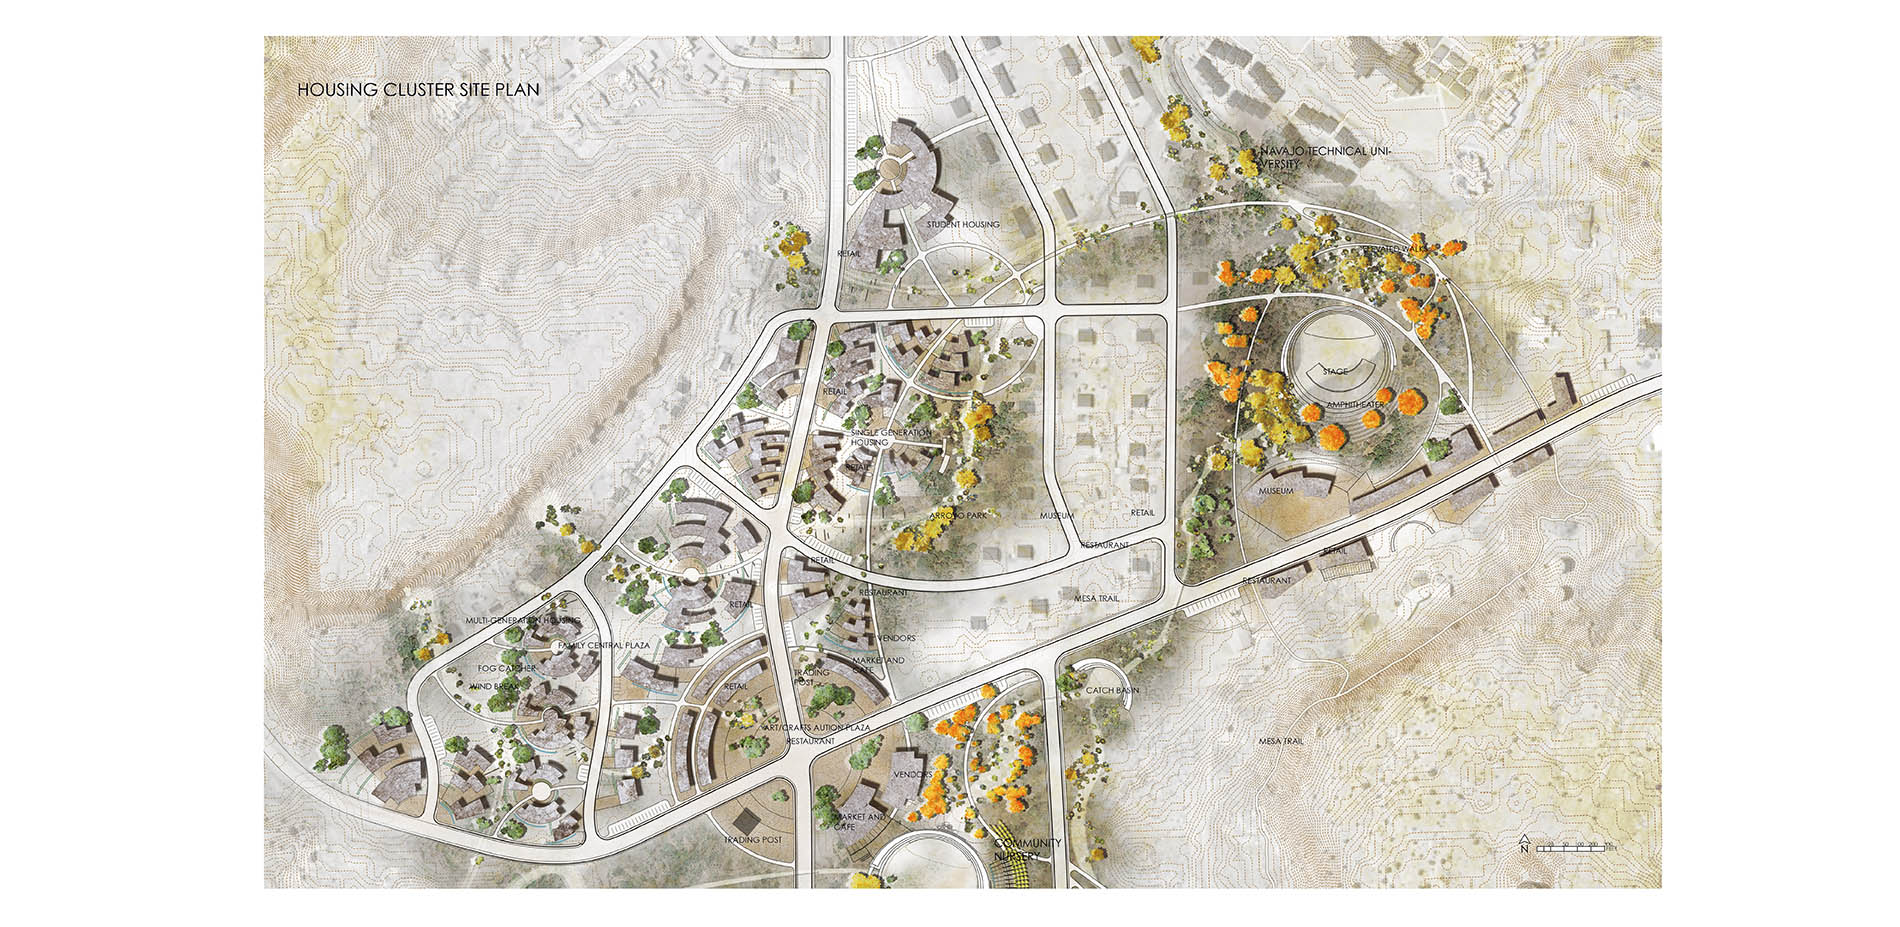 HOUSING CLUSTER SITE PLAN
NAVAJO TECHNICAL UNI-
VERSITY
STUDENT HOUSING
RETAIL
ELEVATED WALKS
STAGE
RETAIL
AMPHITHEATER
SINGLE GENERATION
HOUSING
RETAIL
MUSEUM
ARROYO PARK
MUSEUM
RETAIL
RESTAURANT
RETAIL
RETAIL
RESTAURANT
RESTAURANT
MESA TRAIL
RETAIL
MULTI-GENERATION HOUSING
VENDORS
FAMILY CENTRAL PLAZA
MARKET AND
CAFE
FOG CATCHER
TRADING
POST
WIND BREAK
RETAIL
CATCH BASIN
ART/CRAFTS AUTION PLAZA
RESTAURANT
MESA TRAIL
VENDORS
MARKET AND
CAFE
TRADING POST
COMMUNITY
NURSERY
N